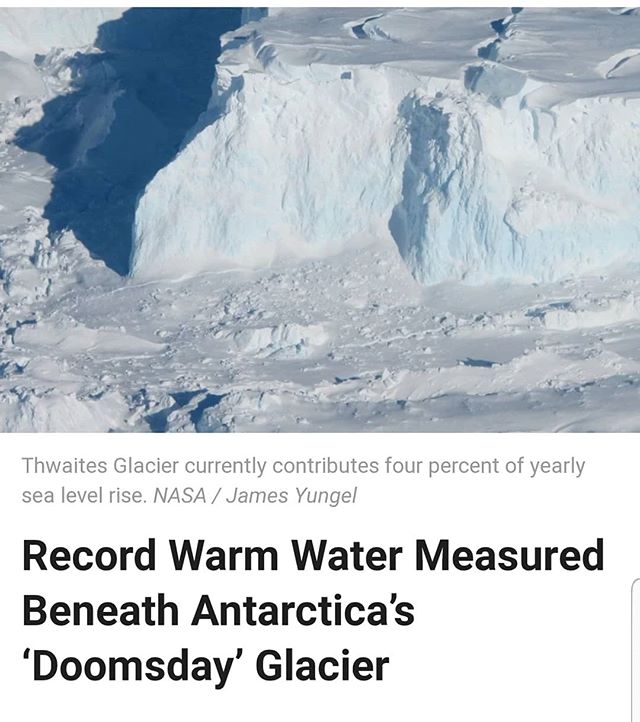 Thwaites Glacier currently contributes four percent of yearly
sea level rise. NASA / James Yungel
Record Warm Water Measured
Beneath Antarctica’s
‘Doomsday’ Glacier